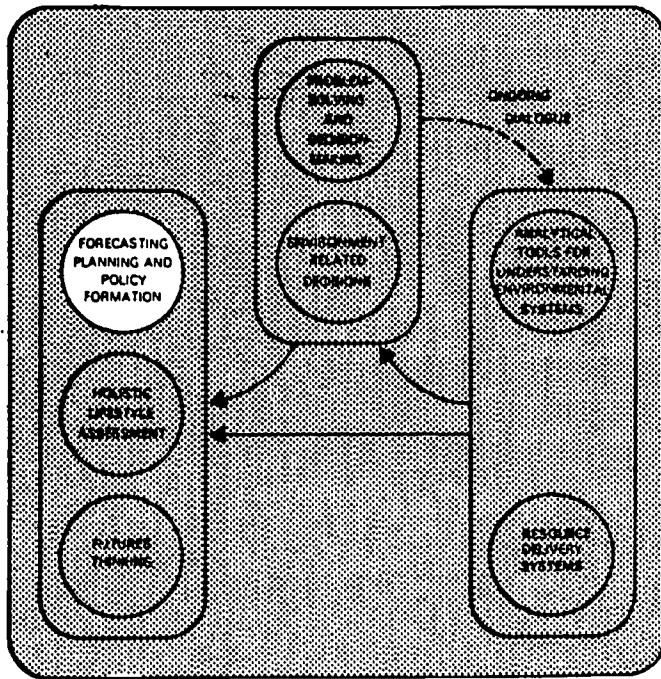 PROBLEM-
SOLVING
AND
DECISION-
MAKING
ONGOING
DIALOGUE
ENVIRONMENT
RELATED
DECISIONS
FORECASTING
PLANNING AND
POLICY
FORMATION
HOLISTIC
LIFESTYLE
ASSESSMENT
FUTURES
THINKING
ANALYTICAL
TOOLS FOR
UNDERSTANDING
ENVIRONMENTAL
SYSTEMS
RESOURCE
DELIVERY
SYSTEMS